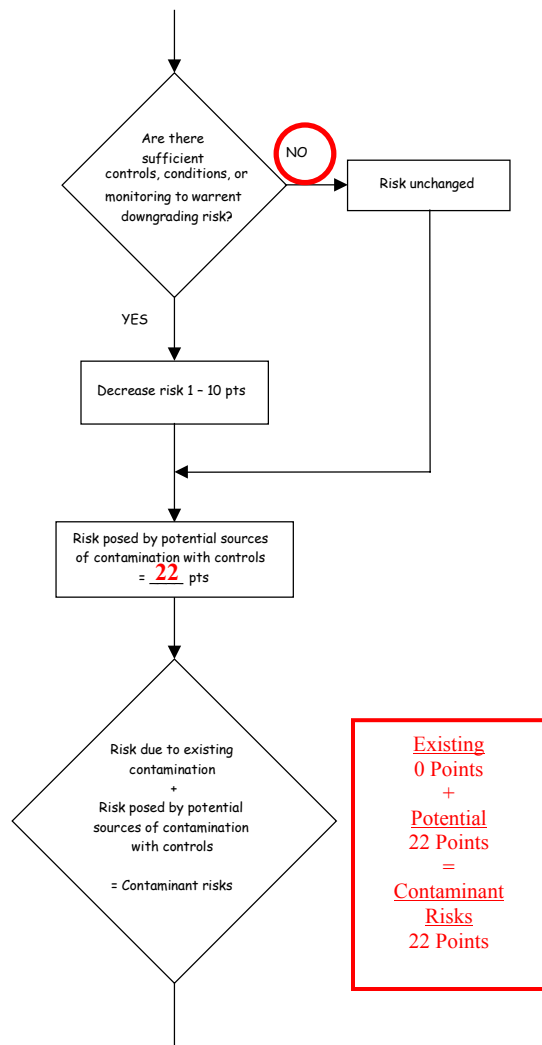 Are there
sufficient
controls, conditions, or
monitoring to warrent
downgrading risk?
NO
Risk unchanged
YES
Decrease risk 1 – 10 pts
Risk posed by potential sources
of contamination with controls
= 22 pts
Risk due to existing
contamination
+
Risk posed by potential
sources of contamination
with controls
= Contaminant risks
Existing
0 Points
+
Potential
22 Points
=
Contaminant
Risks
22 Points